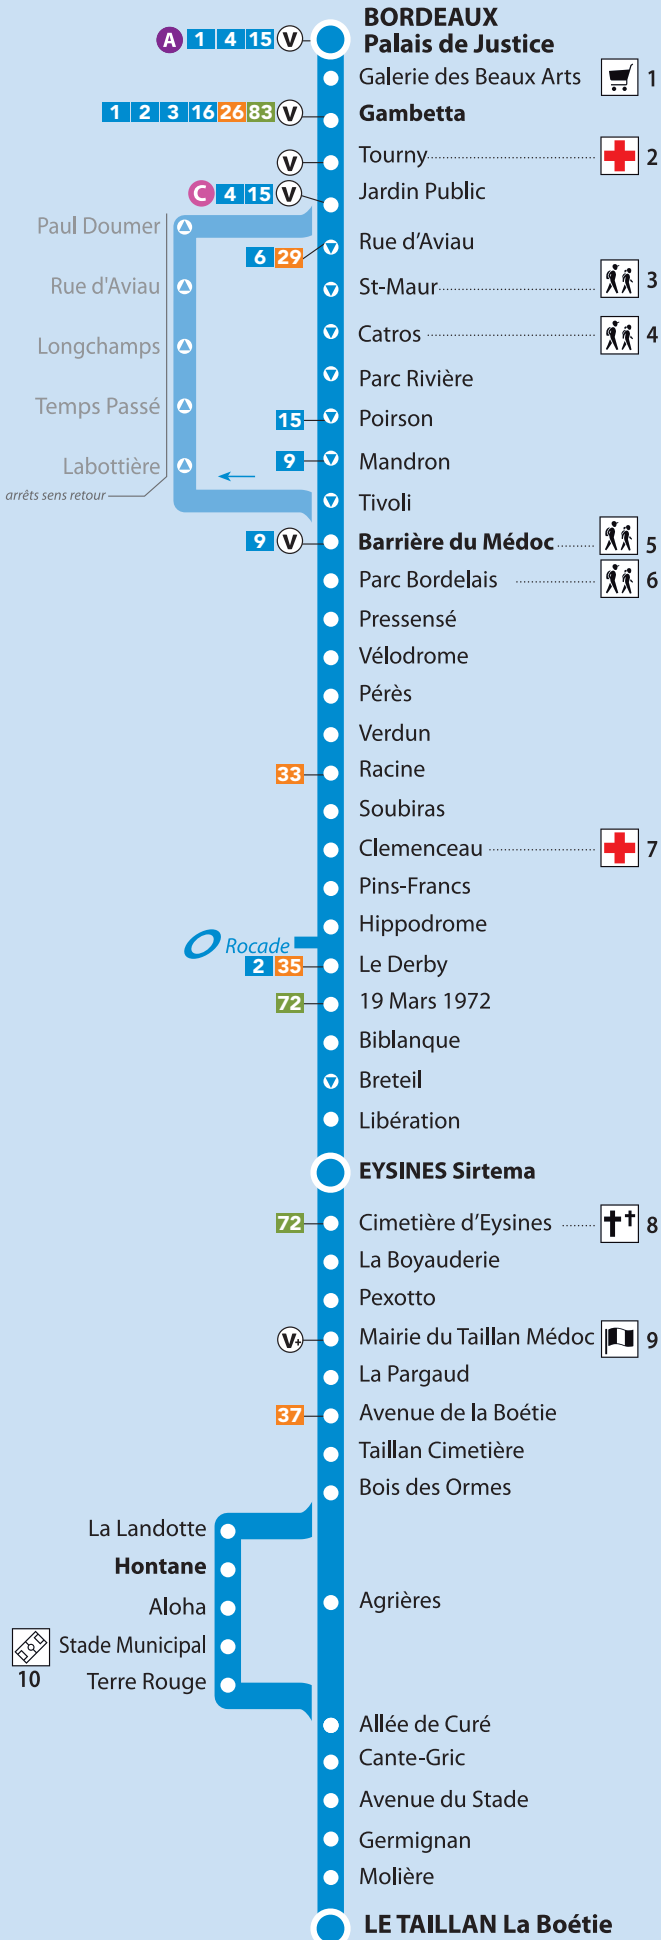 BORDEAUX
Palais de Justice
A 1 4 15 V
Galerie des Beaux Arts 1
Gambetta
1 2 3 16 26 83 V
Tourny 2
V
Jardin Public
C 4 15 V
Paul Doumer
Rue d'Aviau
Longchamps
Temps Passé
Labottière
arrêts sens retour
Rue d'Aviau
6 29
St-Maur 3
Catros 4
Parc Rivière
Poirson
15
Mandron
9
Tivoli
Barrière du Médoc 5
9 V
Parc Bordelais 6
Pressensé
Vélodrome
Pérès
Verdun
Racine
33
Soubiras
Clemenceau 7
Pins-Francs
Hippodrome
Rocade
Le Derby
2 35
19 Mars 1972
72
Biblanque
Breteil
Libération
EYSINES Sirtema
Cimetière d'Eysines 8
72
La Boyauderie
Pexotto
Mairie du Taillan Médoc 9
V+
La Pargaud
Avenue de la Boétie
37
Taillan Cimetière
Bois des Ormes
La Landotte
Hontane
Aloha
Stade Municipal
10
Terre Rouge
Agrières
Allée de Curé
Cante-Gric
Avenue du Stade
Germignan
Molière
LE TAILLAN La Boétie